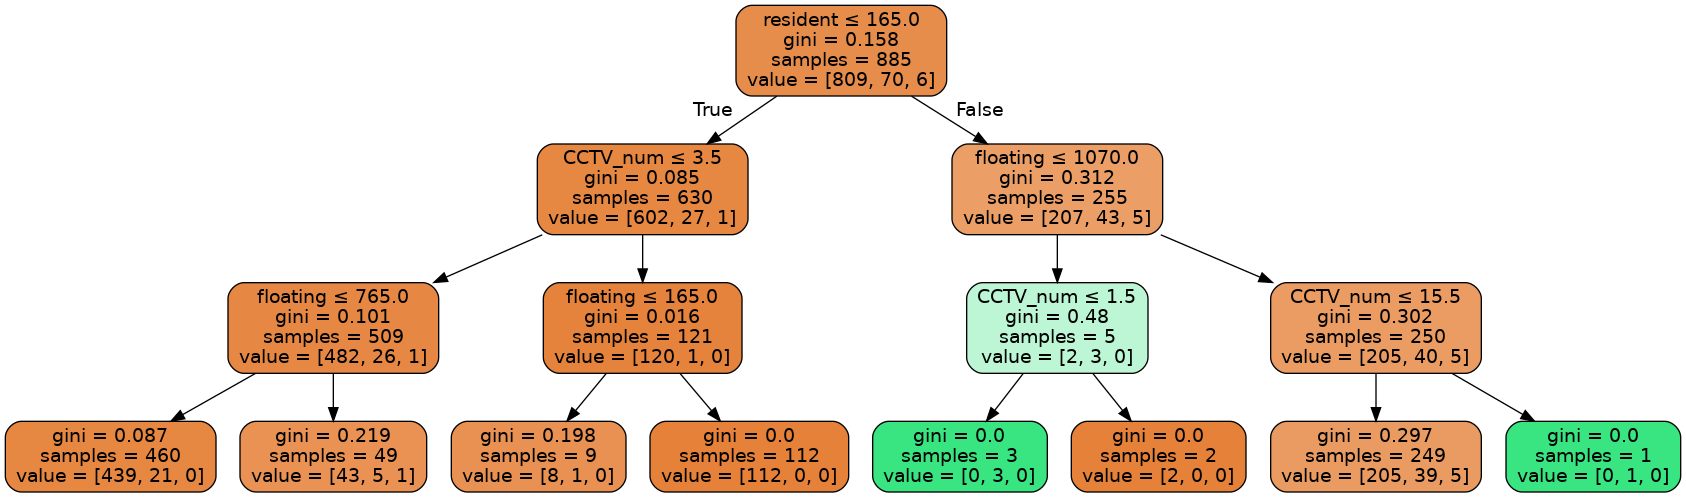 resident ≤ 165.0
gini = 0.158
samples = 885
value = [809, 70, 6]
True
False
CCTV_num ≤ 3.5
gini = 0.085
samples = 630
value = [602, 27, 1]
floating ≤ 1070.0
gini = 0.312
samples = 255
value = [207, 43, 5]
floating ≤ 765.0
gini = 0.101
samples = 509
value = [482, 26, 1]
floating ≤ 165.0
gini = 0.016
samples = 121
value = [120, 1, 0]
CCTV_num ≤ 1.5
gini = 0.48
samples = 5
value = [2, 3, 0]
CCTV_num ≤ 15.5
gini = 0.302
samples = 250
value = [205, 40, 5]
gini = 0.087
samples = 460
value = [439, 21, 0]
gini = 0.219
samples = 49
value = [43, 5, 1]
gini = 0.198
samples = 9
value = [8, 1, 0]
gini = 0.0
samples = 112
value = [112, 0, 0]
gini = 0.0
samples = 3
value = [0, 3, 0]
gini = 0.0
samples = 2
value = [2, 0, 0]
gini = 0.297
samples = 249
value = [205, 39, 5]
gini = 0.0
samples = 1
value = [0, 1, 0]